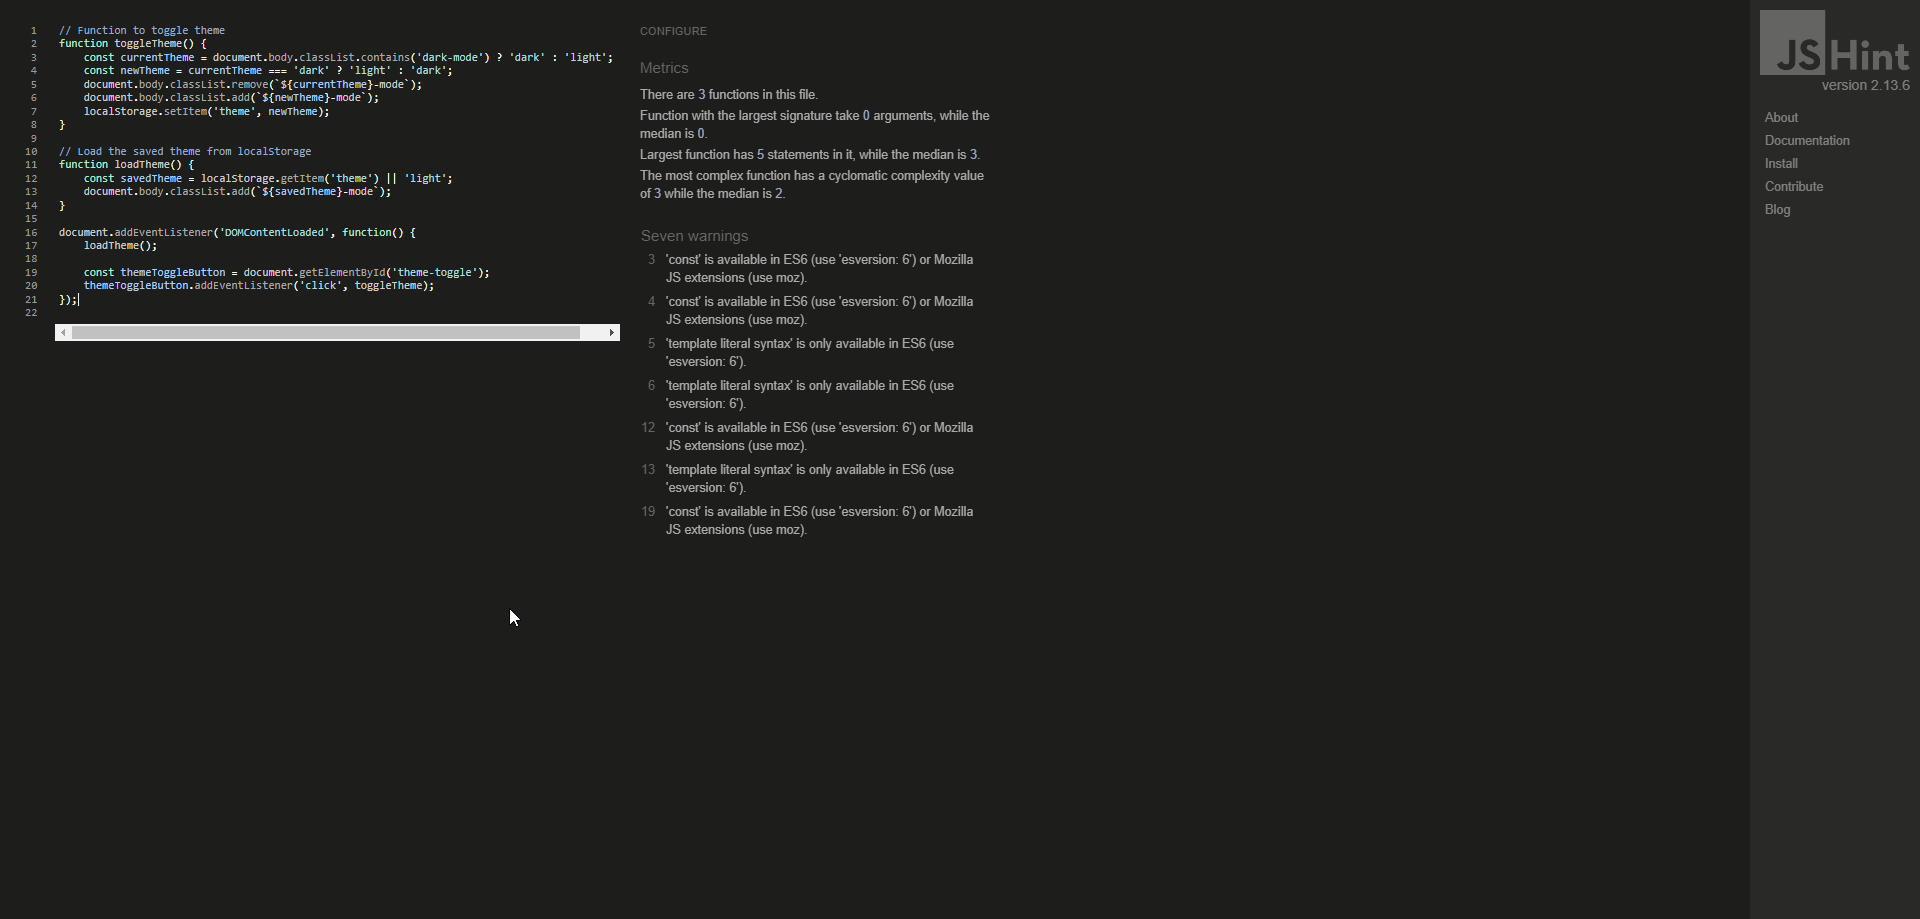 1 // Function to toggle theme
2 function toggleTheme() {
3 const currentTheme = document.body.classList.contains('dark-mode') ? 'dark' : 'light';
4 const newTheme = currentTheme === 'dark' ? 'light' : 'dark';
5 document.body.classList.remove(`${currentTheme}-mode`);
6 document.body.classList.add(`${newTheme}-mode`);
7 localStorage.setItem('theme', newTheme);
8 }
9
10 // Load the saved theme from localStorage
11 function loadTheme() {
12 const savedTheme = localStorage.getItem('theme') || 'light';
13 document.body.classList.add(`${savedTheme}-mode`);
14 }
15
16 document.addEventListener('DOMContentLoaded', function() {
17 loadTheme();
18
19 const themeToggleButton = document.getElementById('theme-toggle');
20 themeToggleButton.addEventListener('click', toggleTheme);
21 });
22
CONFIGURE
Metrics
There are 3 functions in this file.
Function with the largest signature take 0 arguments, while the
median is 0.
Largest function has 5 statements in it, while the median is 3.
The most complex function has a cyclomatic complexity value
of 3 while the median is 2.
Seven warnings
3 'const' is available in ES6 (use 'esversion: 6') or Mozilla
JS extensions (use moz).
4 'const' is available in ES6 (use 'esversion: 6') or Mozilla
JS extensions (use moz).
5 'template literal syntax' is only available in ES6 (use
'esversion: 6').
6 'template literal syntax' is only available in ES6 (use
'esversion: 6').
12 'const' is available in ES6 (use 'esversion: 6') or Mozilla
JS extensions (use moz).
13 'template literal syntax' is only available in ES6 (use
'esversion: 6').
19 'const' is available in ES6 (use 'esversion: 6') or Mozilla
JS extensions (use moz).
JSHint
version 2.13.6
About
Documentation
Install
Contribute
Blog